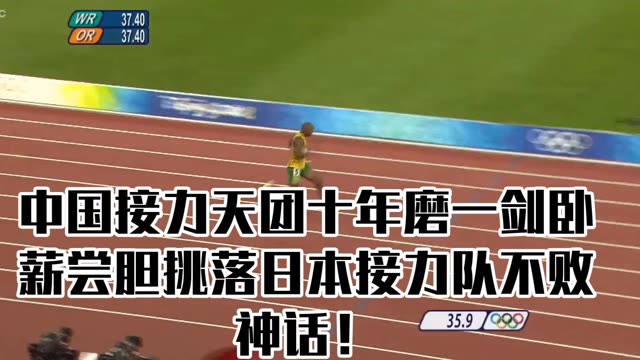 C
WR 37.40
OR 37.40
中国接力天团十年磨一剑卧
薪尝胆挑落日本接力队不败
神话！
35.9